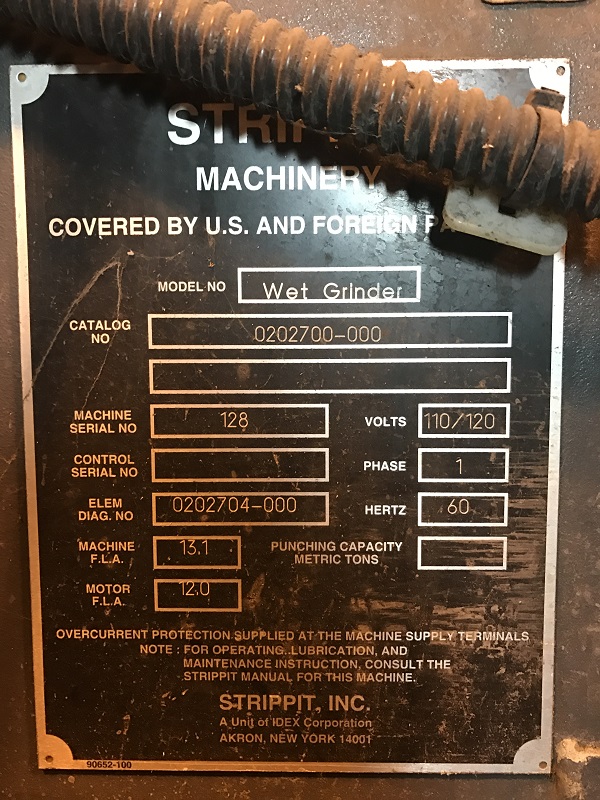 STRIPPIT
MACHINERY
COVERED BY U.S. AND FOREIGN
MODEL NO Wet Grinder
CATALOG NO 0202700-000
MACHINE SERIAL NO 128 VOLTS 110/120
CONTROL SERIAL NO PHASE 1
ELEM DIAG. NO 0202704-000 HERTZ 60
MACHINE F.L.A. 13.1 PUNCHING CAPACITY METRIC TONS
MOTOR F.L.A. 12.0
OVERCURRENT PROTECTION SUPPLIED AT THE MACHINE SUPPLY TERMINALS
NOTE : FOR OPERATING, LUBRICATION, AND
MAINTENANCE INSTRUCTION, CONSULT THE
STRIPPIT MANUAL FOR THIS MACHINE.
STRIPPIT, INC.
A Unit of IDEX Corporation
AKRON, NEW YORK 14001
90652-100